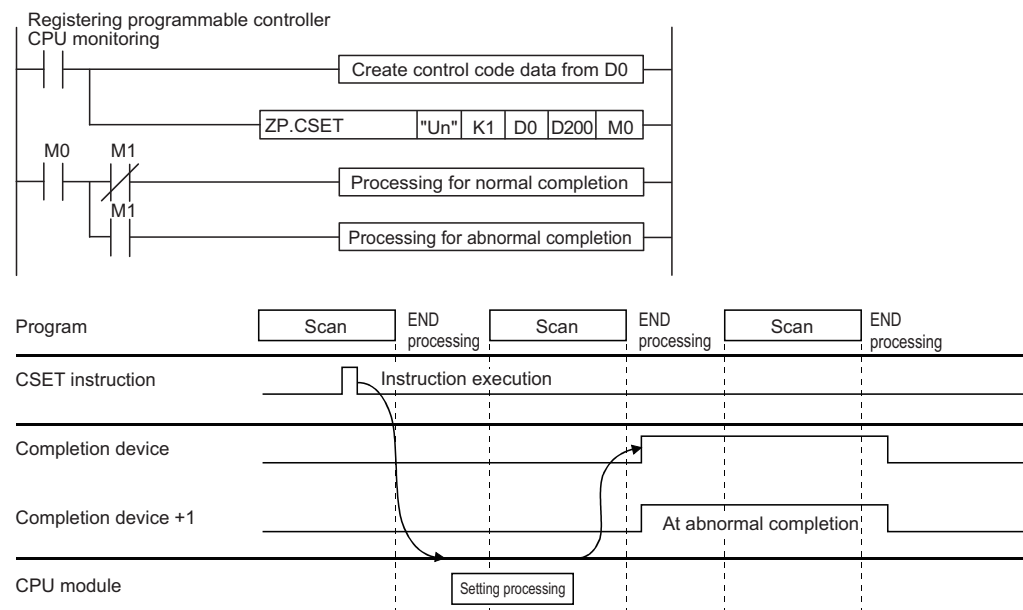 Registering programmable controller
CPU monitoring
Create control code data from D0
ZP.CSET "Un" K1 D0 D200 M0
M0 M1
Processing for normal completion
M1
Processing for abnormal completion
Program Scan END processing Scan END processing Scan END processing
CSET instruction Instruction execution
Completion device
Completion device +1 At abnormal completion
CPU module Setting processing